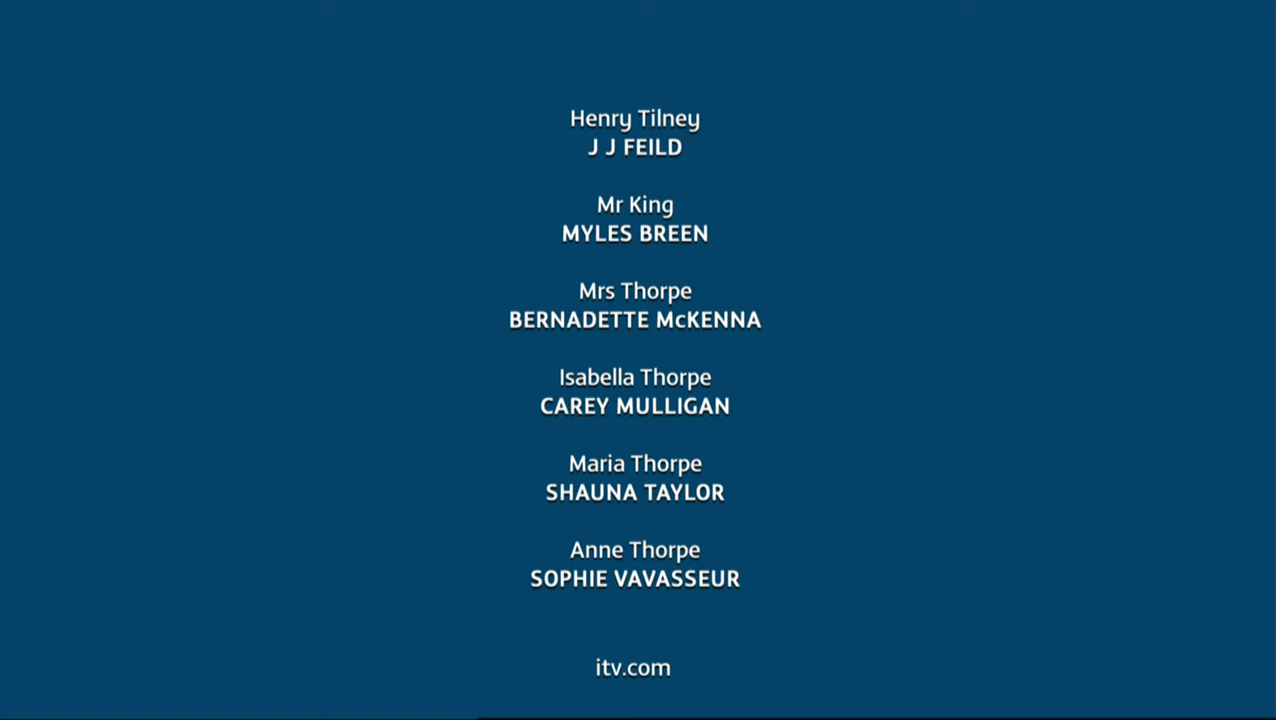 Henry Tilney
J J FEILD
Mr King
MYLES BREEN
Mrs Thorpe
BERNADETTE McKENNA
Isabella Thorpe
CAREY MULLIGAN
Maria Thorpe
SHAUNA TAYLOR
Anne Thorpe
SOPHIE VAVASSEUR
itv.com